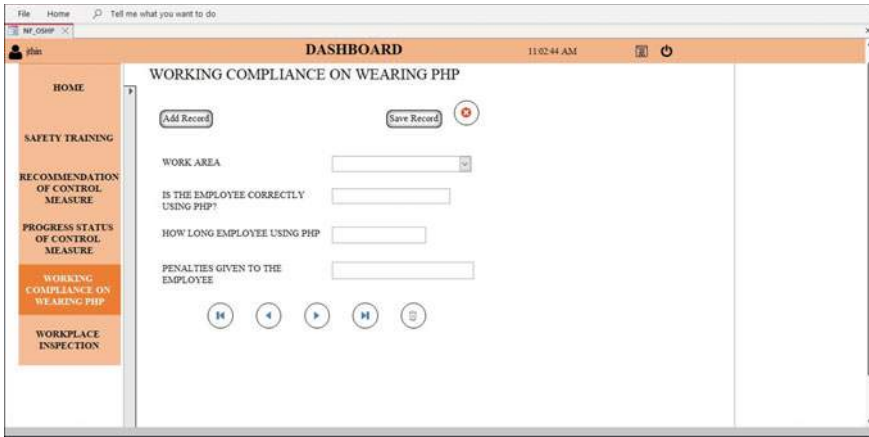 File Home Tell me what you want to do
NF_OSHP
jthin DASHBOARD 11:02:44 AM
WORKING COMPLIANCE ON WEARING PHP
HOME
Add Record Save Record
SAFETY TRAINING
RECOMMENDATION
OF CONTROL
MEASURE
PROGRESS STATUS
OF CONTROL
MEASURE
WORKING
COMPLIANCE ON
WEARING PHP
WORKPLACE
INSPECTION
WORK AREA
IS THE EMPLOYEE CORRECTLY
USING PHP?
HOW LONG EMPLOYEE USING PHP
PENALTIES GIVEN TO THE
EMPLOYEE